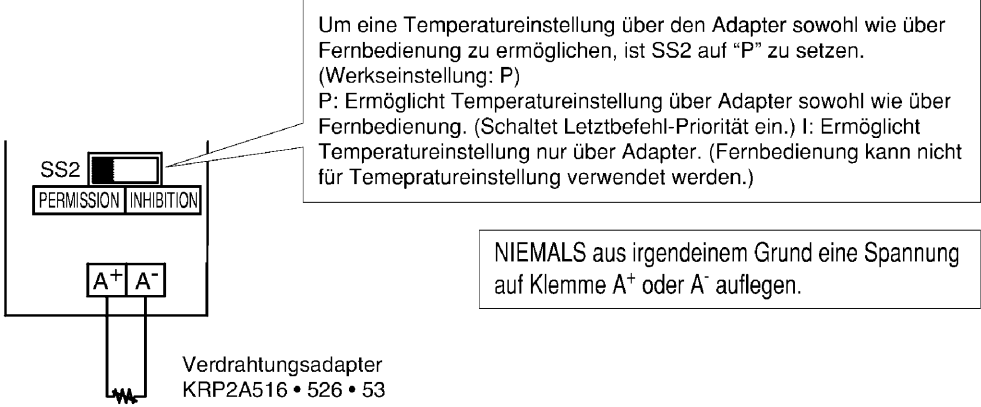 Um eine Temperatureinstellung über den Adapter sowohl wie über
Fernbedienung zu ermöglichen, ist SS2 auf “P” zu setzen.
(Werkseinstellung: P)
P: Ermöglicht Temperatureinstellung über Adapter sowohl wie über
Fernbedienung. (Schaltet Letztbefehl-Priorität ein.) I: Ermöglicht
Temperatureinstellung nur über Adapter. (Fernbedienung kann nicht
für Temepratureinstellung verwendet werden.)
SS2
PERMISSION INHIBITION
NIEMALS aus irgendeinem Grund eine Spannung
auf Klemme A⁺ oder A⁻ auflegen.
A⁺ A⁻
Verdrahtungsadapter
KRP2A516 • 526 • 53